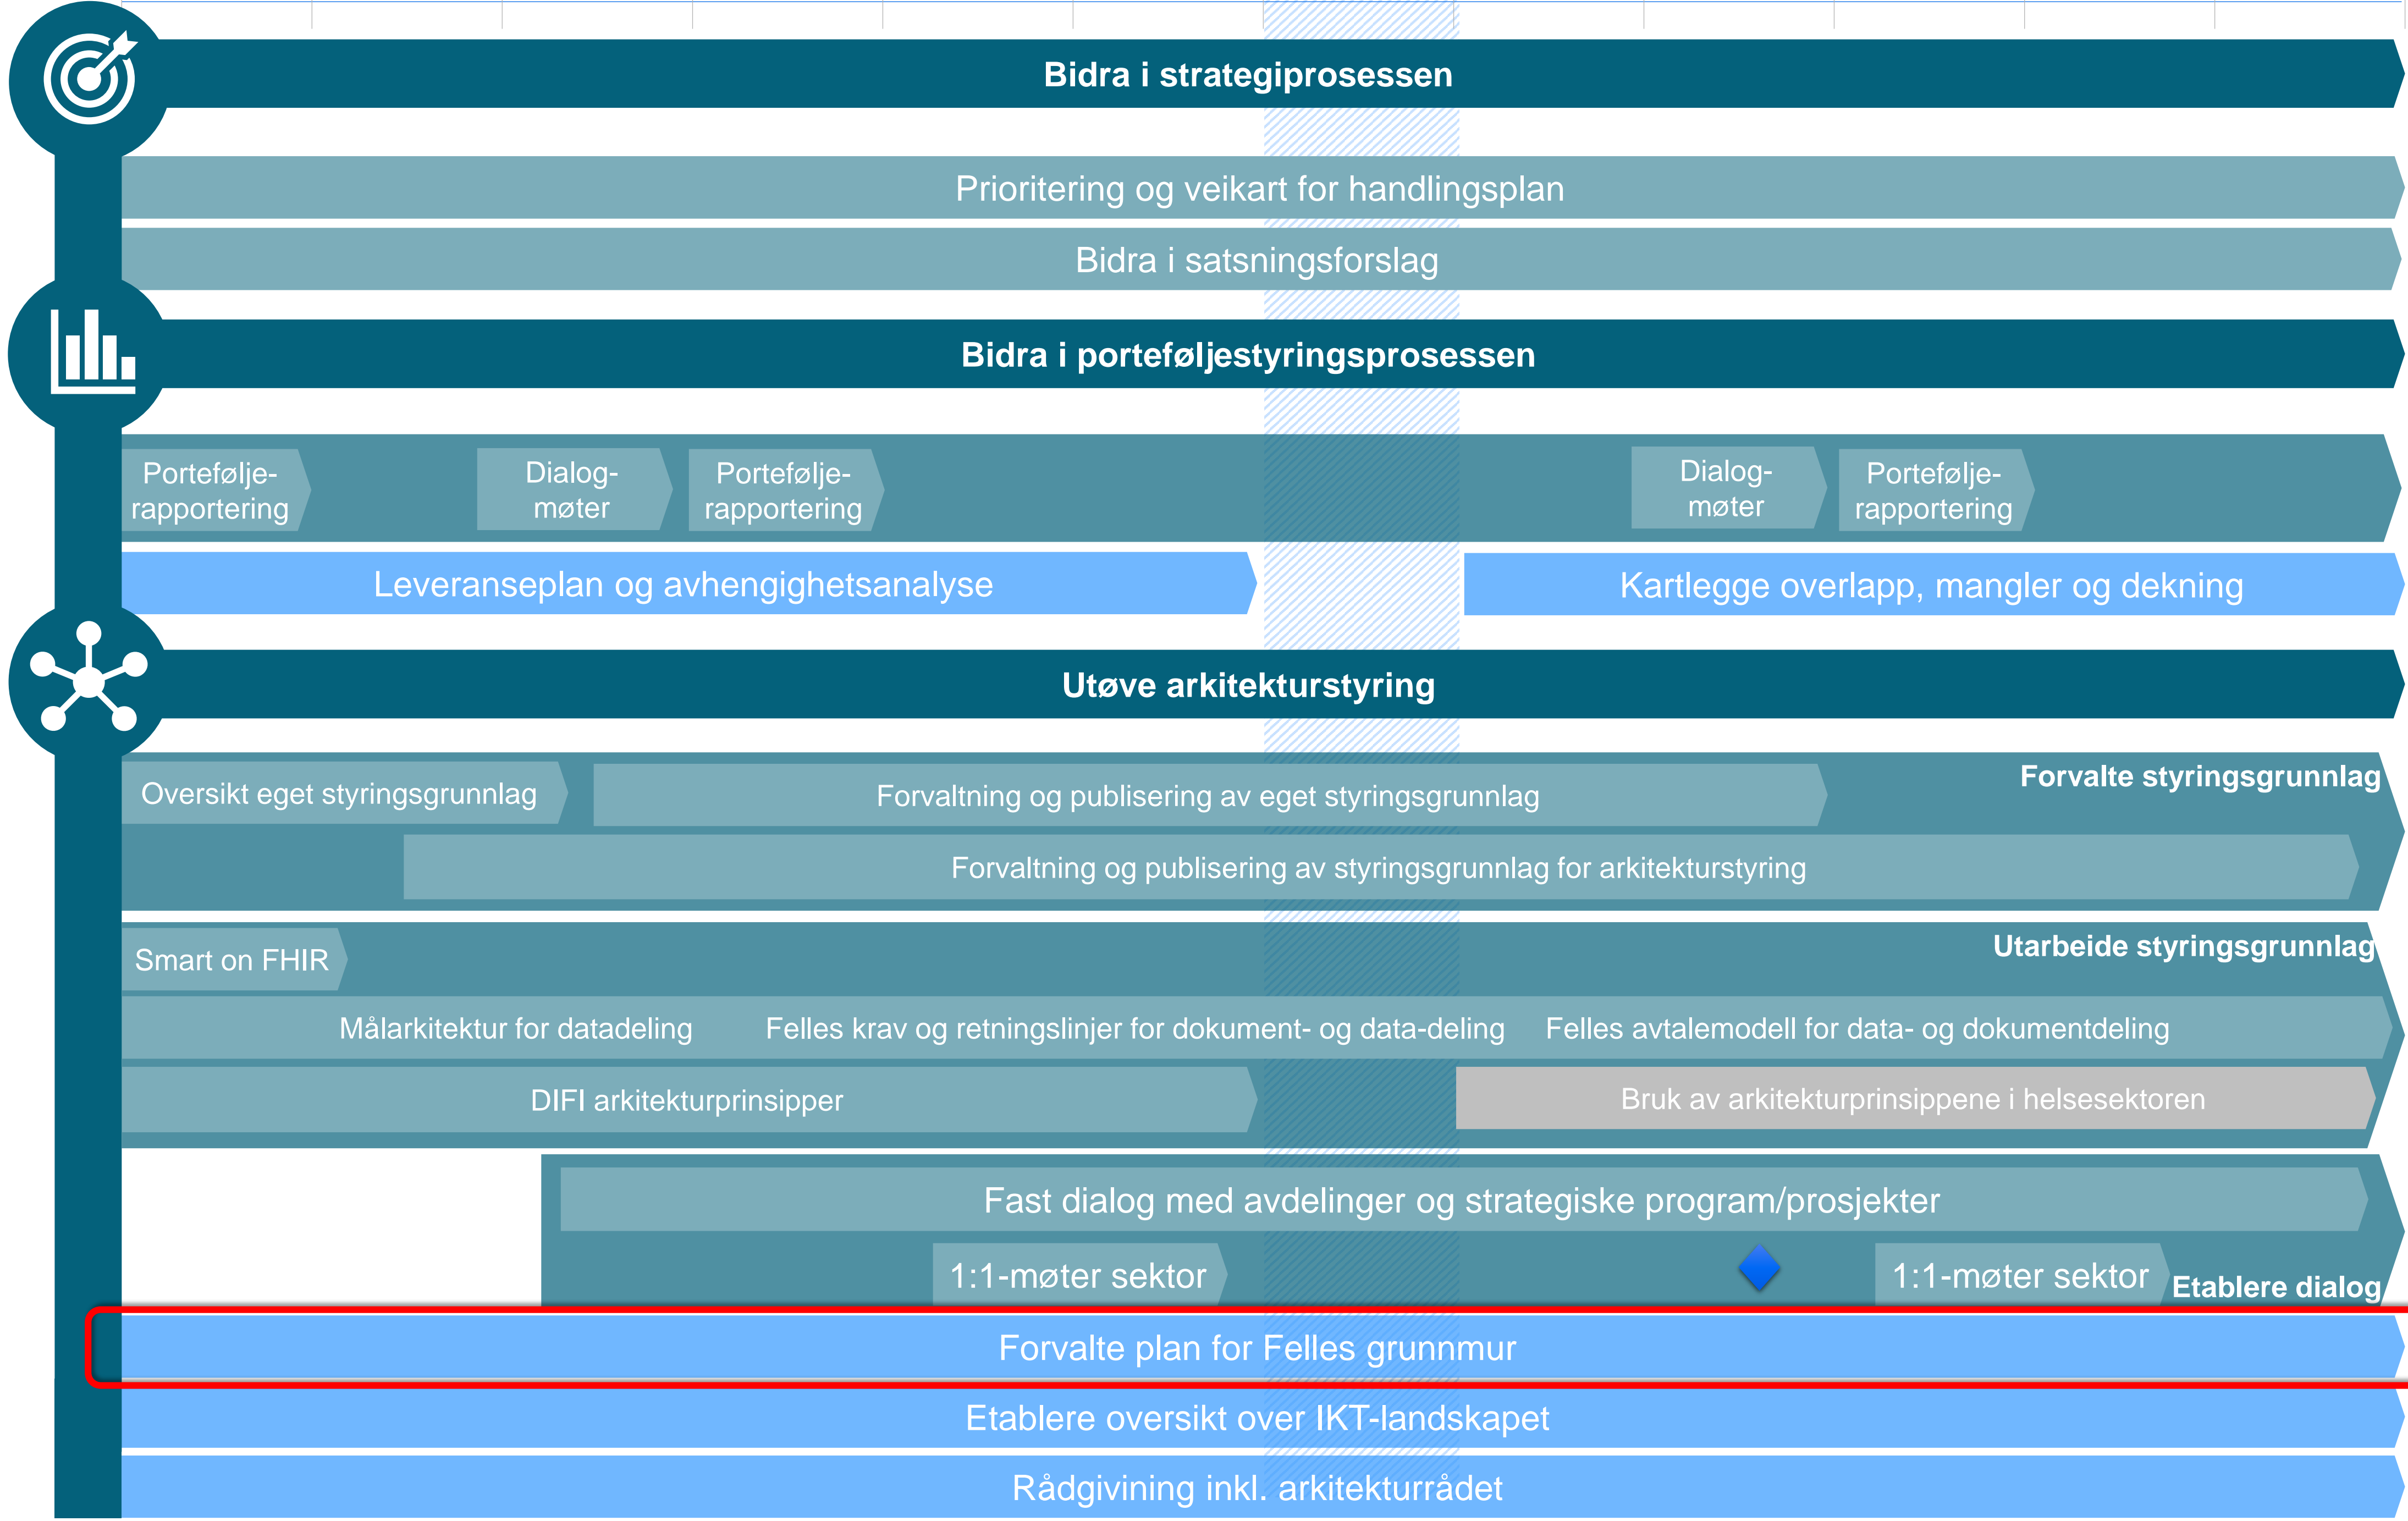 Bidra i strategiprosessen
Prioritering og veikart for handlingsplan
Bidra i satsningsforslag
Bidra i porteføljestyringsprosessen
Portefølje-
rapportering
Dialog-
møter
Portefølje-
rapportering
Dialog-
møter
Portefølje-
rapportering
Leveranseplan og avhengighetsanalyse
Kartlegge overlapp, mangler og dekning
Utøve arkitekturstyring
Forvalte styringsgrunnlag
Oversikt eget styringsgrunnlag
Forvaltning og publisering av eget styringsgrunnlag
Forvaltning og publisering av styringsgrunnlag for arkitekturstyring
Utarbeide styringsgrunnlag
Smart on FHIR
Målarkitektur for datadeling
Felles krav og retningslinjer for dokument- og data-deling
Felles avtalemodell for data- og dokumentdeling
DIFI arkitekturprinsipper
Bruk av arkitekturprinsippene i helsesektoren
Fast dialog med avdelinger og strategiske program/prosjekter
1:1-møter sektor
1:1-møter sektor
Etablere dialog
Forvalte plan for Felles grunnmur
Etablere oversikt over IKT-landskapet
Rådgivining inkl. arkitekturrådet